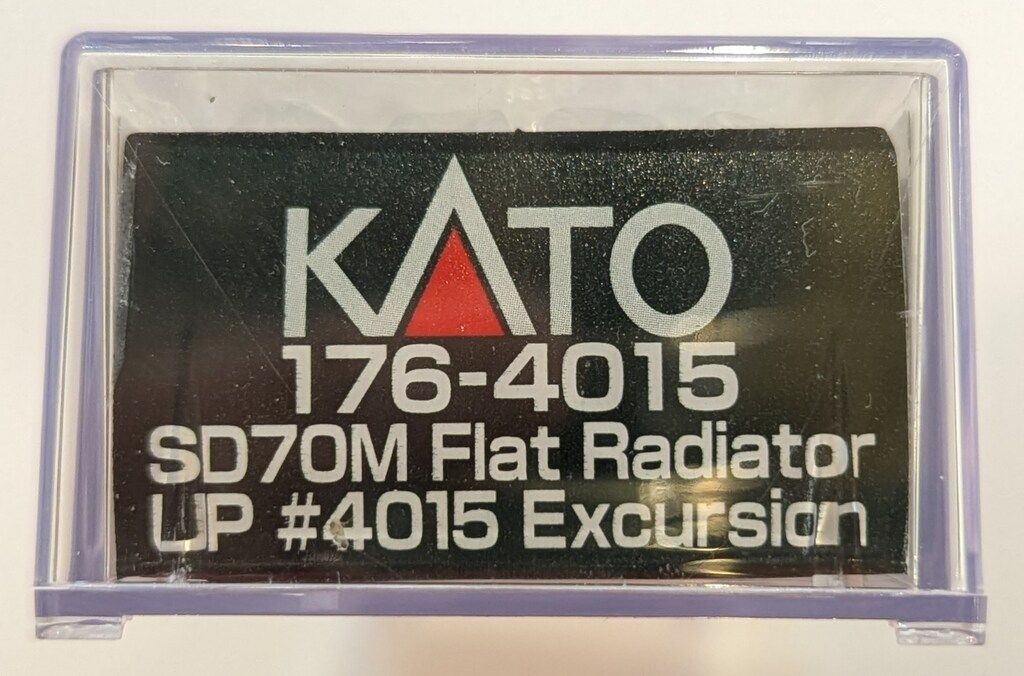 KATO
176-4015
SD70M Flat Radiator
UP #4015 Excursion